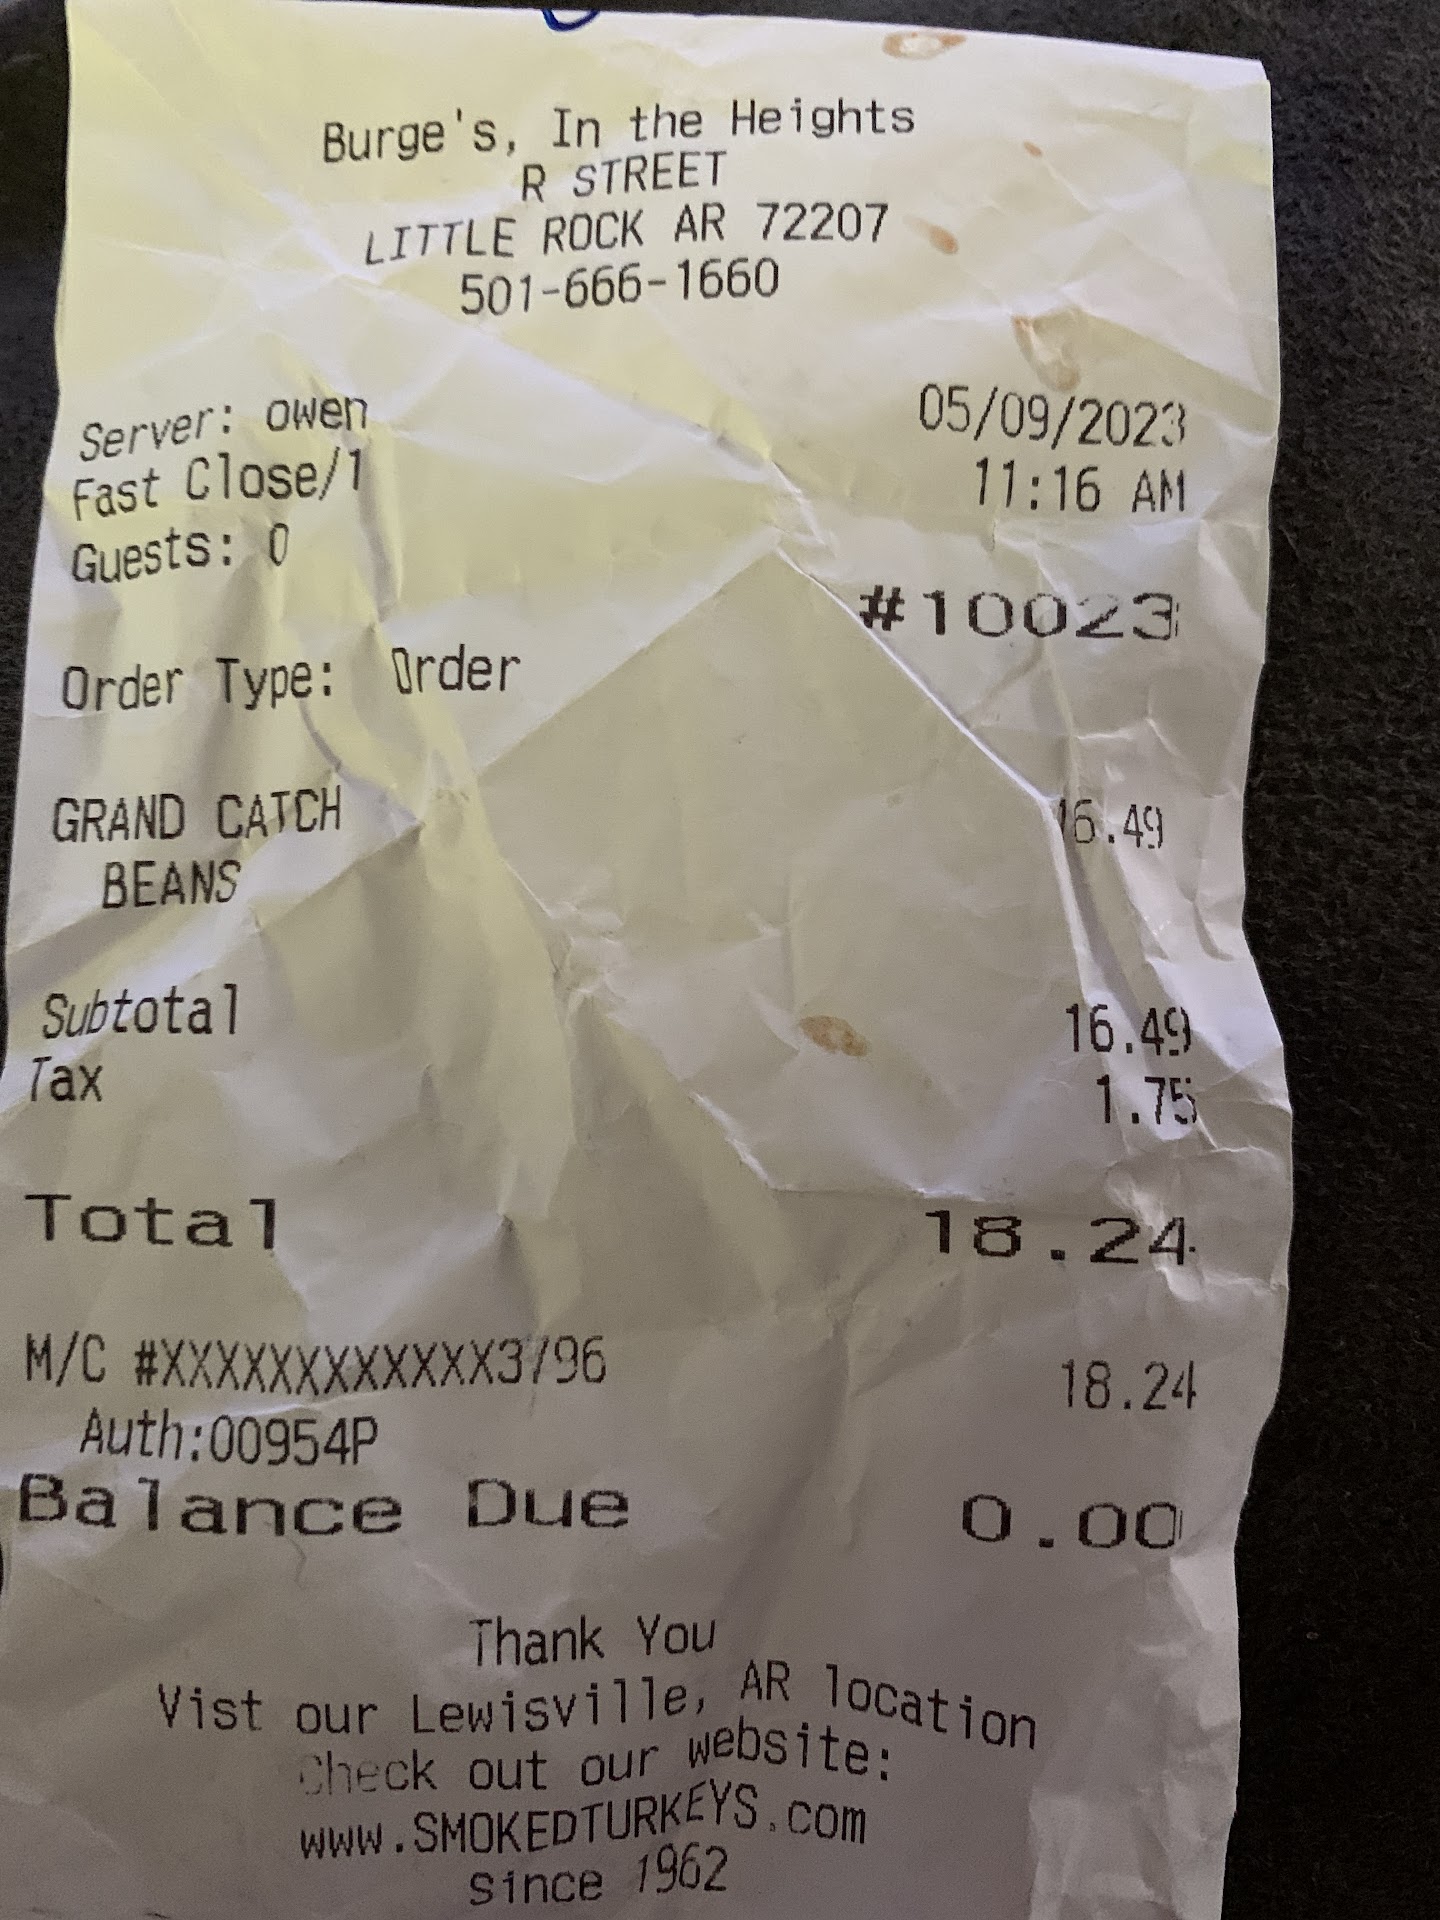 Burge's, In the Heights
R STREET
LITTLE ROCK AR 72207
501-666-1660
Server: owen 05/09/2023
Fast Close/1 11:16 AM
Guests: 0
#10023
Order Type: Order
GRAND CATCH 16.49
BEANS
Subtotal 16.49
Tax 1.75
Total 18.24
M/C #XXXXXXXXXXXX3796 18.24
Auth:00954P
Balance Due 0.00
Thank You
Vist our Lewisville, AR location
Check out our website:
www.SMOKEDTURKEYS.com
since 1962